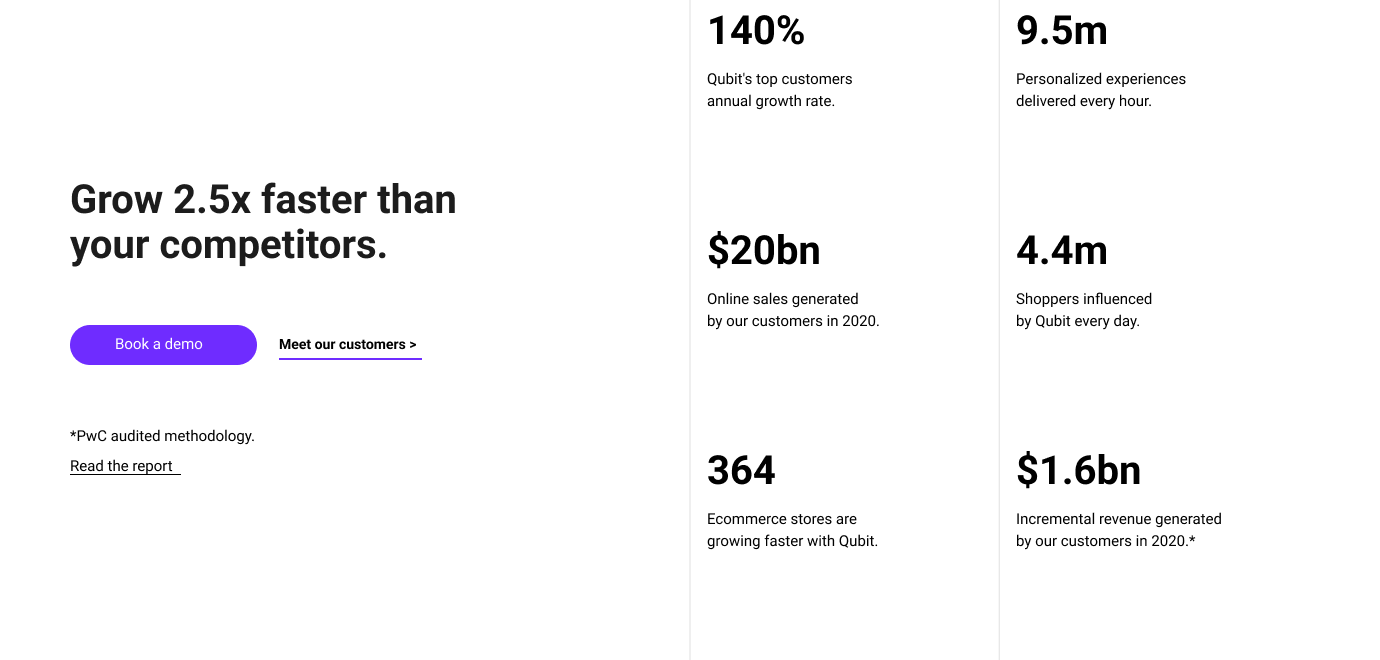 Grow 2.5x faster than
your competitors.
Book a demo
Meet our customers >
*PwC audited methodology.
Read the report
140%
Qubit's top customers
annual growth rate.
9.5m
Personalized experiences
delivered every hour.
$20bn
Online sales generated
by our customers in 2020.
4.4m
Shoppers influenced
by Qubit every day.
364
Ecommerce stores are
growing faster with Qubit.
$1.6bn
Incremental revenue generated
by our customers in 2020.*